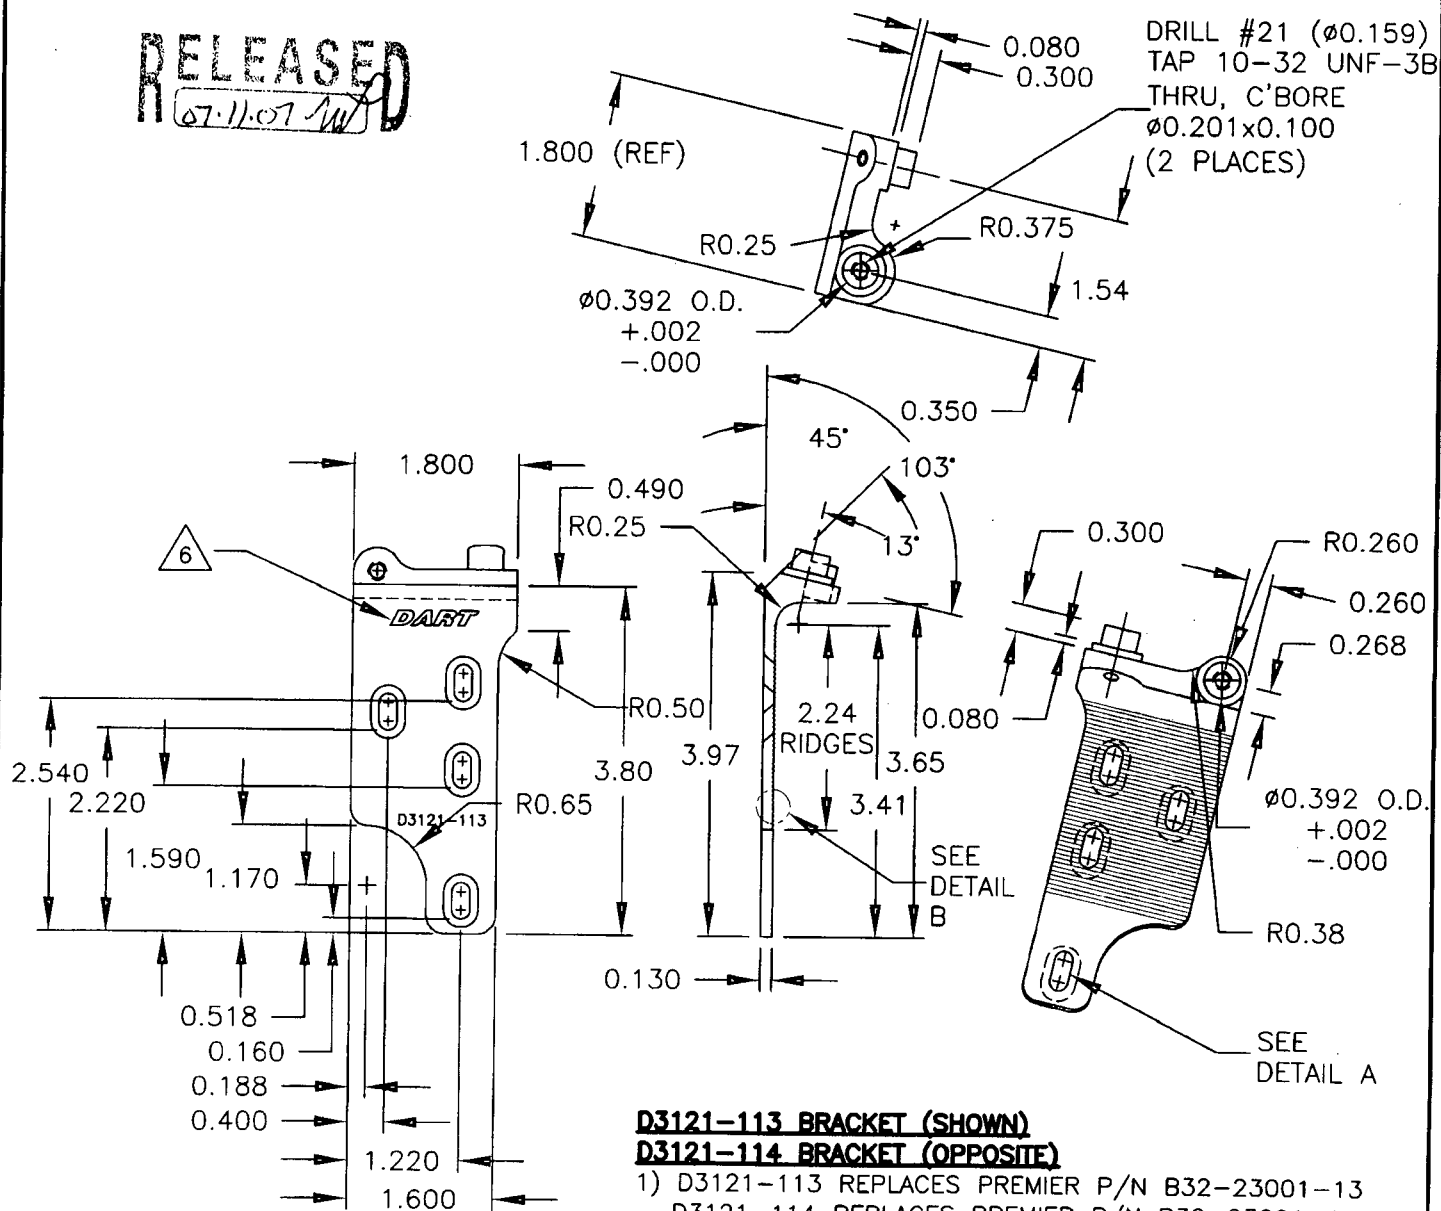 RELEASED
07.11.07
0.080
0.300
DRILL #21 (ø0.159)
TAP 10-32 UNF-3B
THRU, C'BORE
ø0.201x0.100
(2 PLACES)
1.800 (REF)
R0.25
R0.375
1.54
ø0.392 O.D.
+.002
-.000
0.350
45°
103°
13°
1.800
0.490
R0.25
6
DART
0.300
R0.260
0.260
0.268
0.080
R0.50
2.24
RIDGES
3.97
3.80
3.65
3.41
2.540
2.220
1.590
1.170
R0.65
D3121-113
SEE
DETAIL
B
ø0.392 O.D.
+.002
-.000
R0.38
0.130
0.518
0.160
0.188
0.400
1.220
1.600
SEE
DETAIL A
D3121-113 BRACKET (SHOWN)
D3121-114 BRACKET (OPPOSITE)
1) D3121-113 REPLACES PREMIER P/N B32-23001-13
D3121-114 REPLACES PREMIER P/N